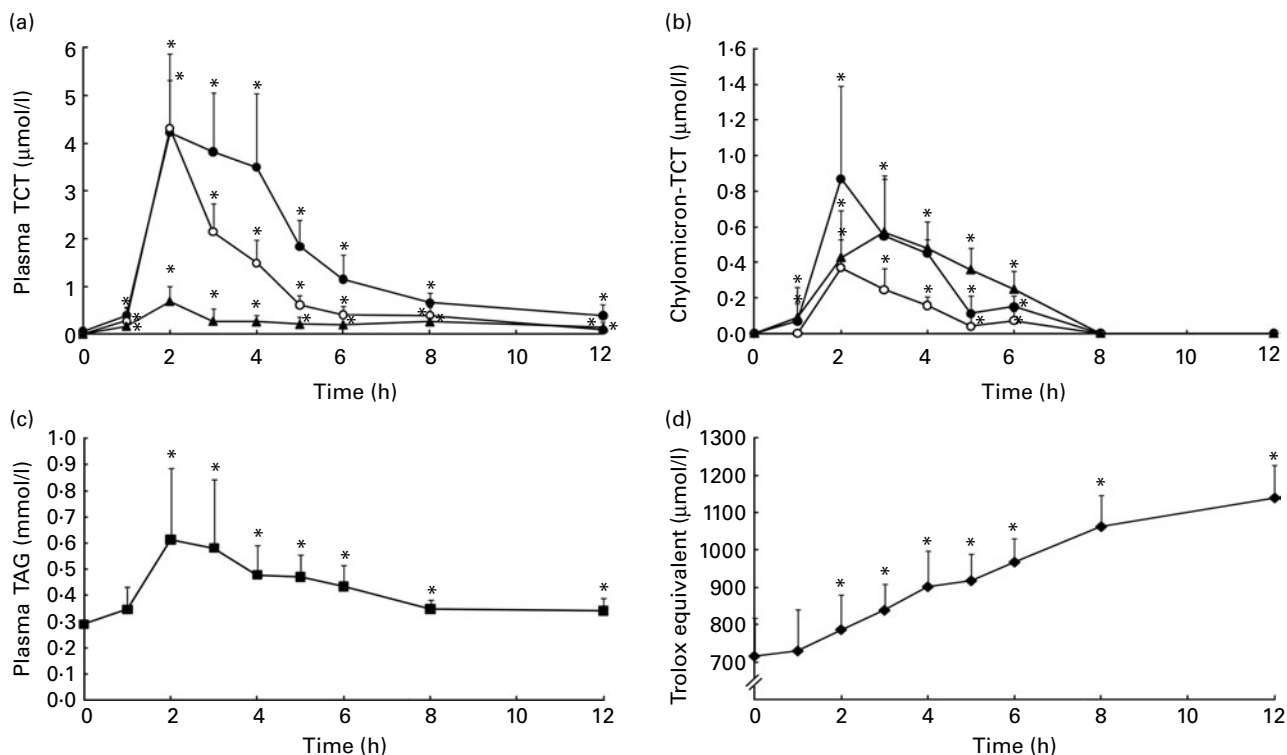 (a)
6
5
4
3
2
1
0
Plasma TCT (μmol/l)
* * * * * * * * * * * * * * * * * * * * * *
0 2 4 6 8 10 12
Time (h)
(b)
1·6
1·4
1·2
1·0
0·8
0·6
0·4
0·2
0·0
Chylomicron-TCT (μmol/l)
* * * * * * * * * * * *
0 2 4 6 8 10 12
Time (h)
(c)
1·0
0·9
0·8
0·7
0·6
0·5
0·4
0·3
0·2
0·1
0·0
Plasma TAG (mmol/l)
* * * * * * *
0 2 4 6 8 10 12
Time (h)
(d)
1300
1200
1100
1000
900
800
700
Trolox equivalent (μmol/l)
* * * * * * *
0 2 4 6 8 10 12
Time (h)